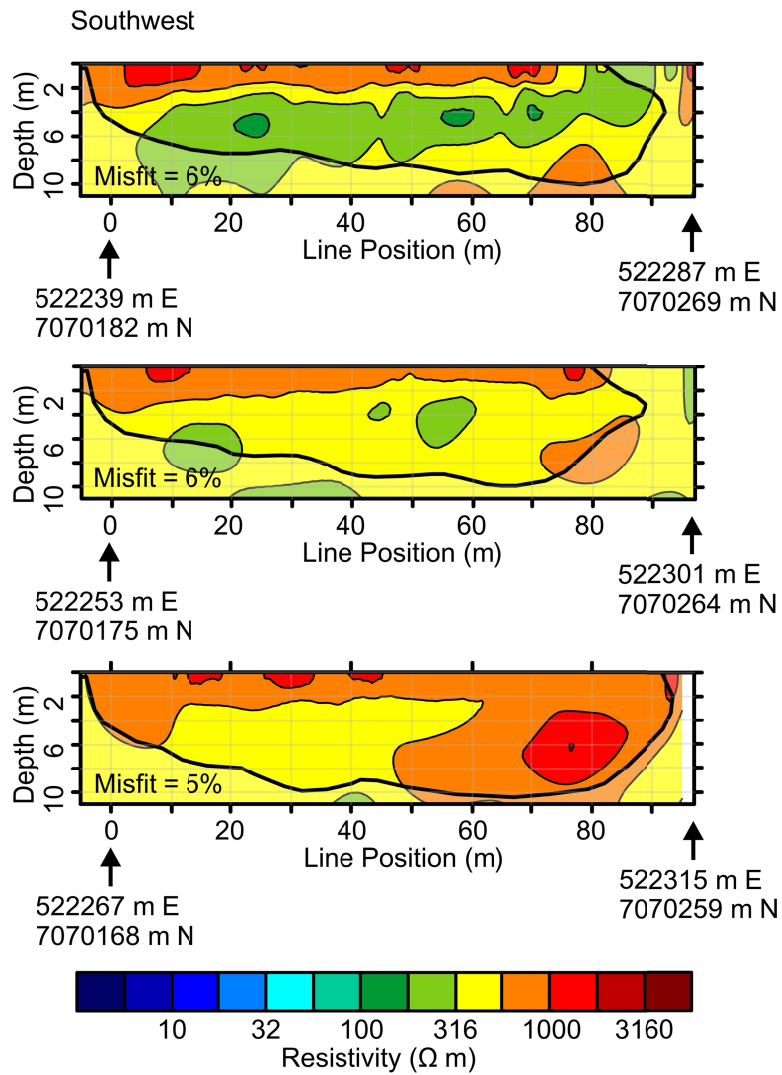 Southwest
Depth (m)
2
6
10
Misfit = 6%
0 20 40 60 80
Line Position (m)
522239 m E
7070182 m N
522287 m E
7070269 m N
Depth (m)
2
6
10
Misfit = 6%
0 20 40 60 80
Line Position (m)
522253 m E
7070175 m N
522301 m E
7070264 m N
Depth (m)
2
6
10
Misfit = 5%
0 20 40 60 80
Line Position (m)
522267 m E
7070168 m N
522315 m E
7070259 m N
10 32 100 316 1000 3160
Resistivity (Ω m)